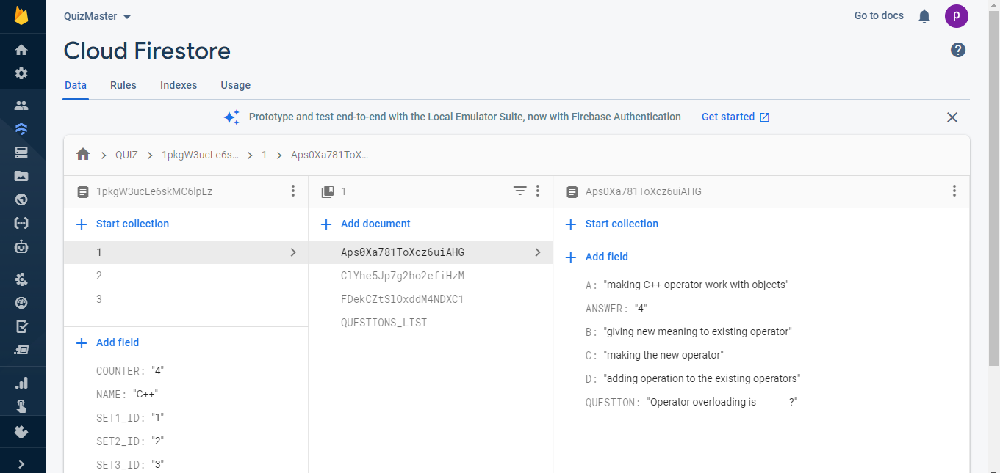 QuizMaster
Go to docs
p
Cloud Firestore
?
Data Rules Indexes Usage
Prototype and test end-to-end with the Local Emulator Suite, now with Firebase Authentication Get started
QUIZ > 1pkgW3ucLe6s... > 1 > Aps0Xa781ToX...
1pkgW3ucLe6skMC6lpLz
Start collection
1
2
3
Add field
COUNTER: "4"
NAME: "C++"
SET1_ID: "1"
SET2_ID: "2"
SET3_ID: "3"
1
Add document
Aps0Xa781ToXcz6uiAHG
ClYhe5Jp7g2ho2efiHzM
FDekCZtSlOxddM4NDXC1
QUESTIONS_LIST
Aps0Xa781ToXcz6uiAHG
Start collection
Add field
A: "making C++ operator work with objects"
ANSWER: "4"
B: "giving new meaning to existing operator"
C: "making the new operator"
D: "adding operation to the existing operators"
QUESTION: "Operator overloading is ______ ?"